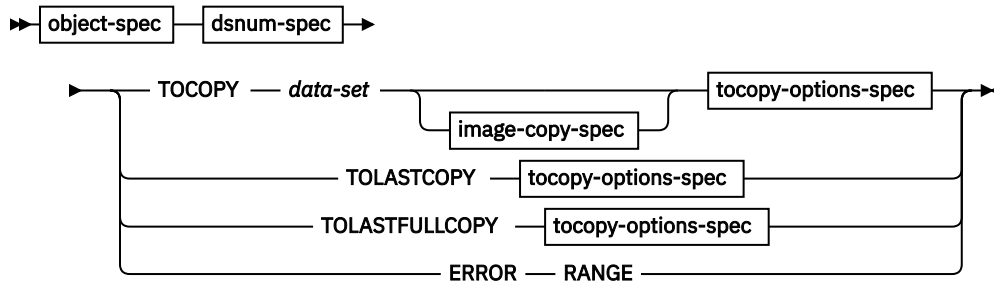 object-spec dsnum-spec
TOCOPY data-set tocopy-options-spec
image-copy-spec
TOLASTCOPY tocopy-options-spec
TOLASTFULLCOPY tocopy-options-spec
ERROR RANGE